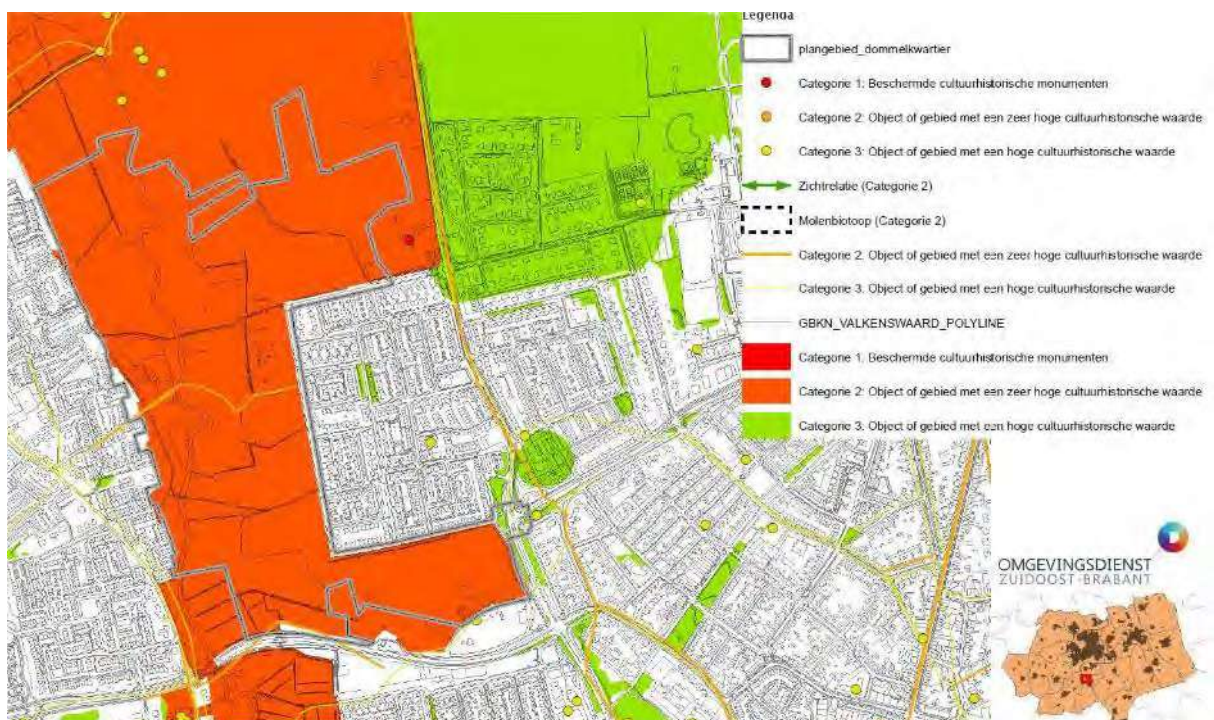 Legenda
plangebied_dommelkwartier
Categorie 1: Beschermde cultuurhistorische monumenten
Categorie 2: Object of gebied met een zeer hoge cultuurhistorische waarde
Categorie 3: Object of gebied met een hoge cultuurhistorische waarde
Zichtrelatie (Categorie 2)
Molenbiotoop (Categorie 2)
Categorie 2. Object of gebied met een zeer hoge cultuurhistorische waarde
Categorie 3. Object of gebied met een hoge cultuurhistorische waarde
GBKN_VALKENSWAARD_POLYLINE
Categorie 1. Beschermde cultuurhistorische monumenten
Categorie 2: Object of gebied met een zeer hoge cultuurhistorische waarde
Categorie 3: Object of gebied met een hoge cultuurhistorische waarde
OMGEVINGSDIENST
ZUIDOOST-BRABANT